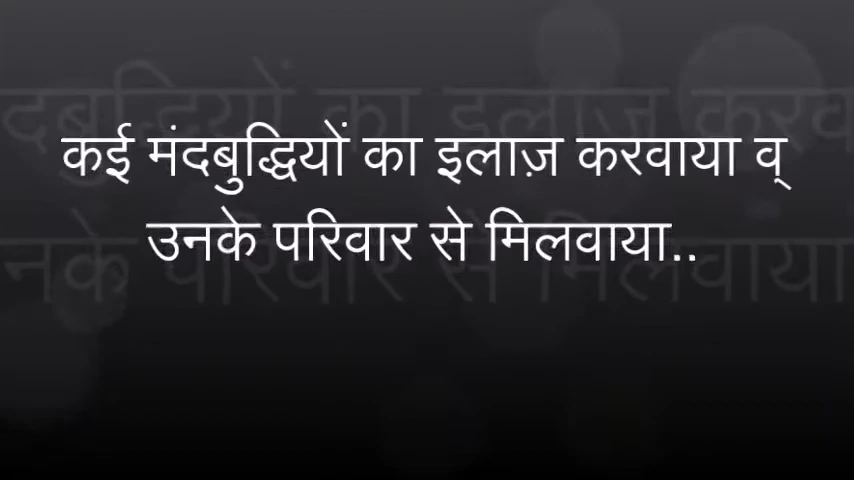 कई मंदबुद्धियों का इलाज़ करवाया व्
उनके परिवार से मिलवाया..